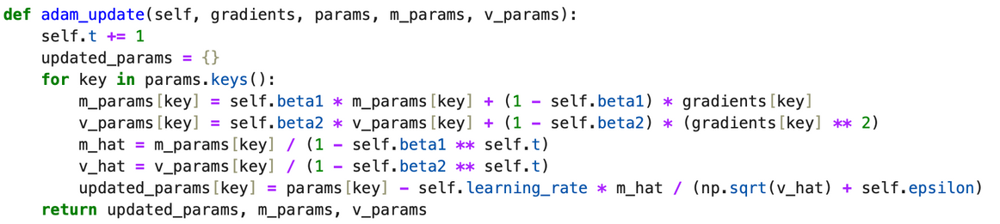 def adam_update(self, gradients, params, m_params, v_params):
    self.t += 1
    updated_params = {}
    for key in params.keys():
        m_params[key] = self.beta1 * m_params[key] + (1 - self.beta1) * gradients[key]
        v_params[key] = self.beta2 * v_params[key] + (1 - self.beta2) * (gradients[key] ** 2)
        m_hat = m_params[key] / (1 - self.beta1 ** self.t)
        v_hat = v_params[key] / (1 - self.beta2 ** self.t)
        updated_params[key] = params[key] - self.learning_rate * m_hat / (np.sqrt(v_hat) + self.epsilon)
    return updated_params, m_params, v_params